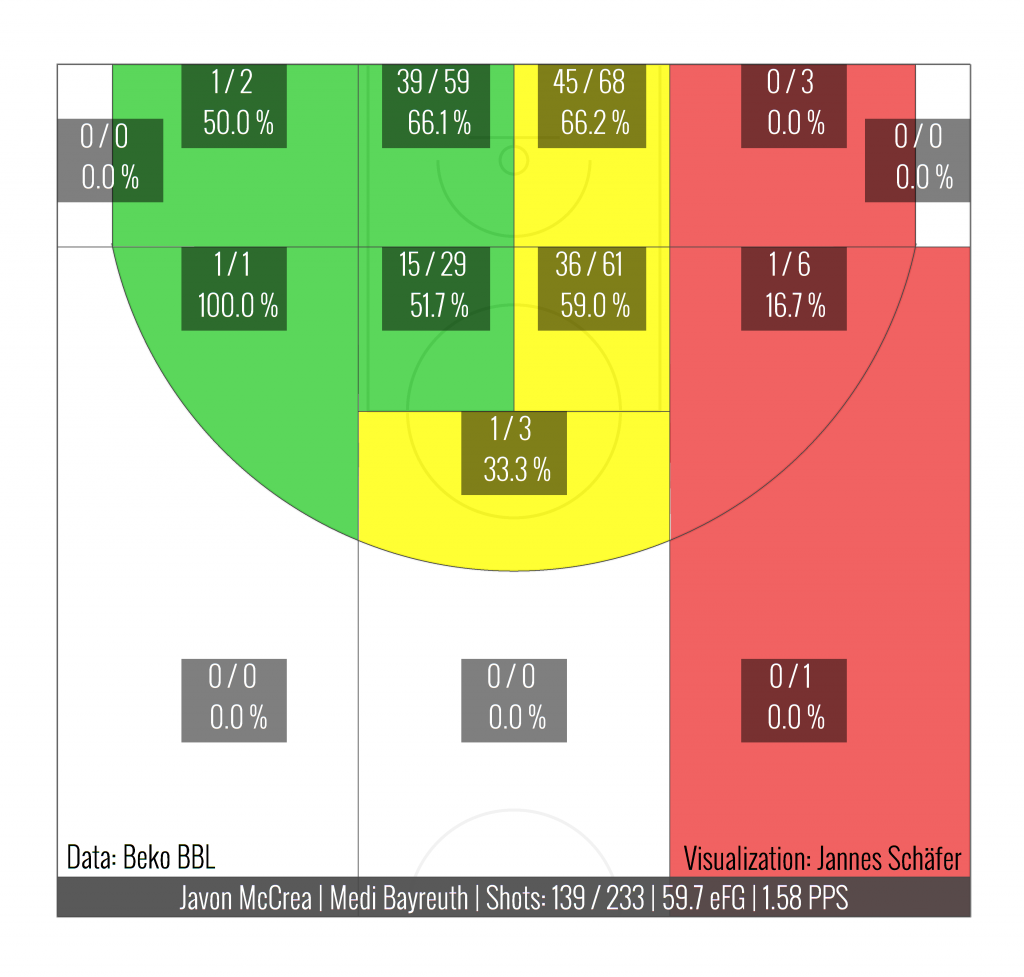 1 / 2
50.0 %
39 / 59
66.1 %
45 / 68
66.2 %
0 / 3
0.0 %
0 / 0
0.0 %
0 / 0
0.0 %
1 / 1
100.0 %
15 / 29
51.7 %
36 / 61
59.0 %
1 / 6
16.7 %
1 / 3
33.3 %
0 / 0
0.0 %
0 / 0
0.0 %
0 / 1
0.0 %
Data: Beko BBL
Visualization: Jannes Schäfer
Javon McCrea | Medi Bayreuth | Shots: 139 / 233 | 59.7 eFG | 1.58 PPS